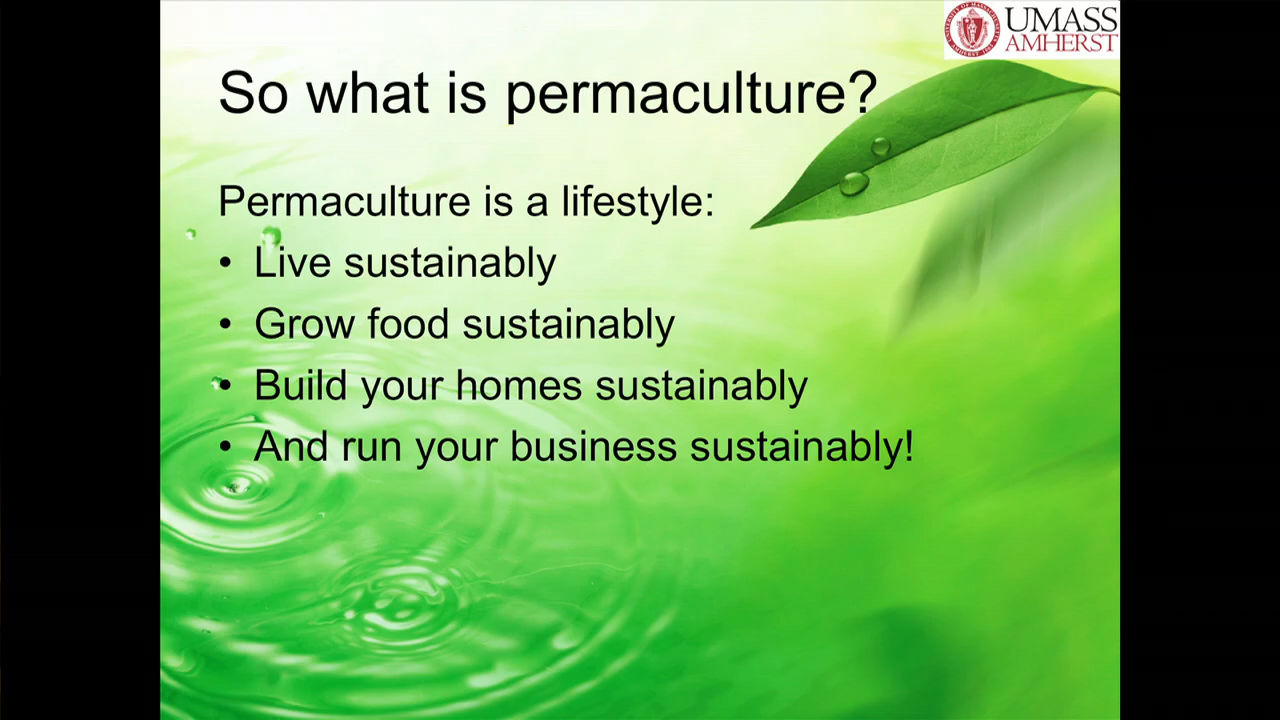 UMASS
AMHERST
So what is permaculture?
Permaculture is a lifestyle:
• Live sustainably
• Grow food sustainably
• Build your homes sustainably
• And run your business sustainably!